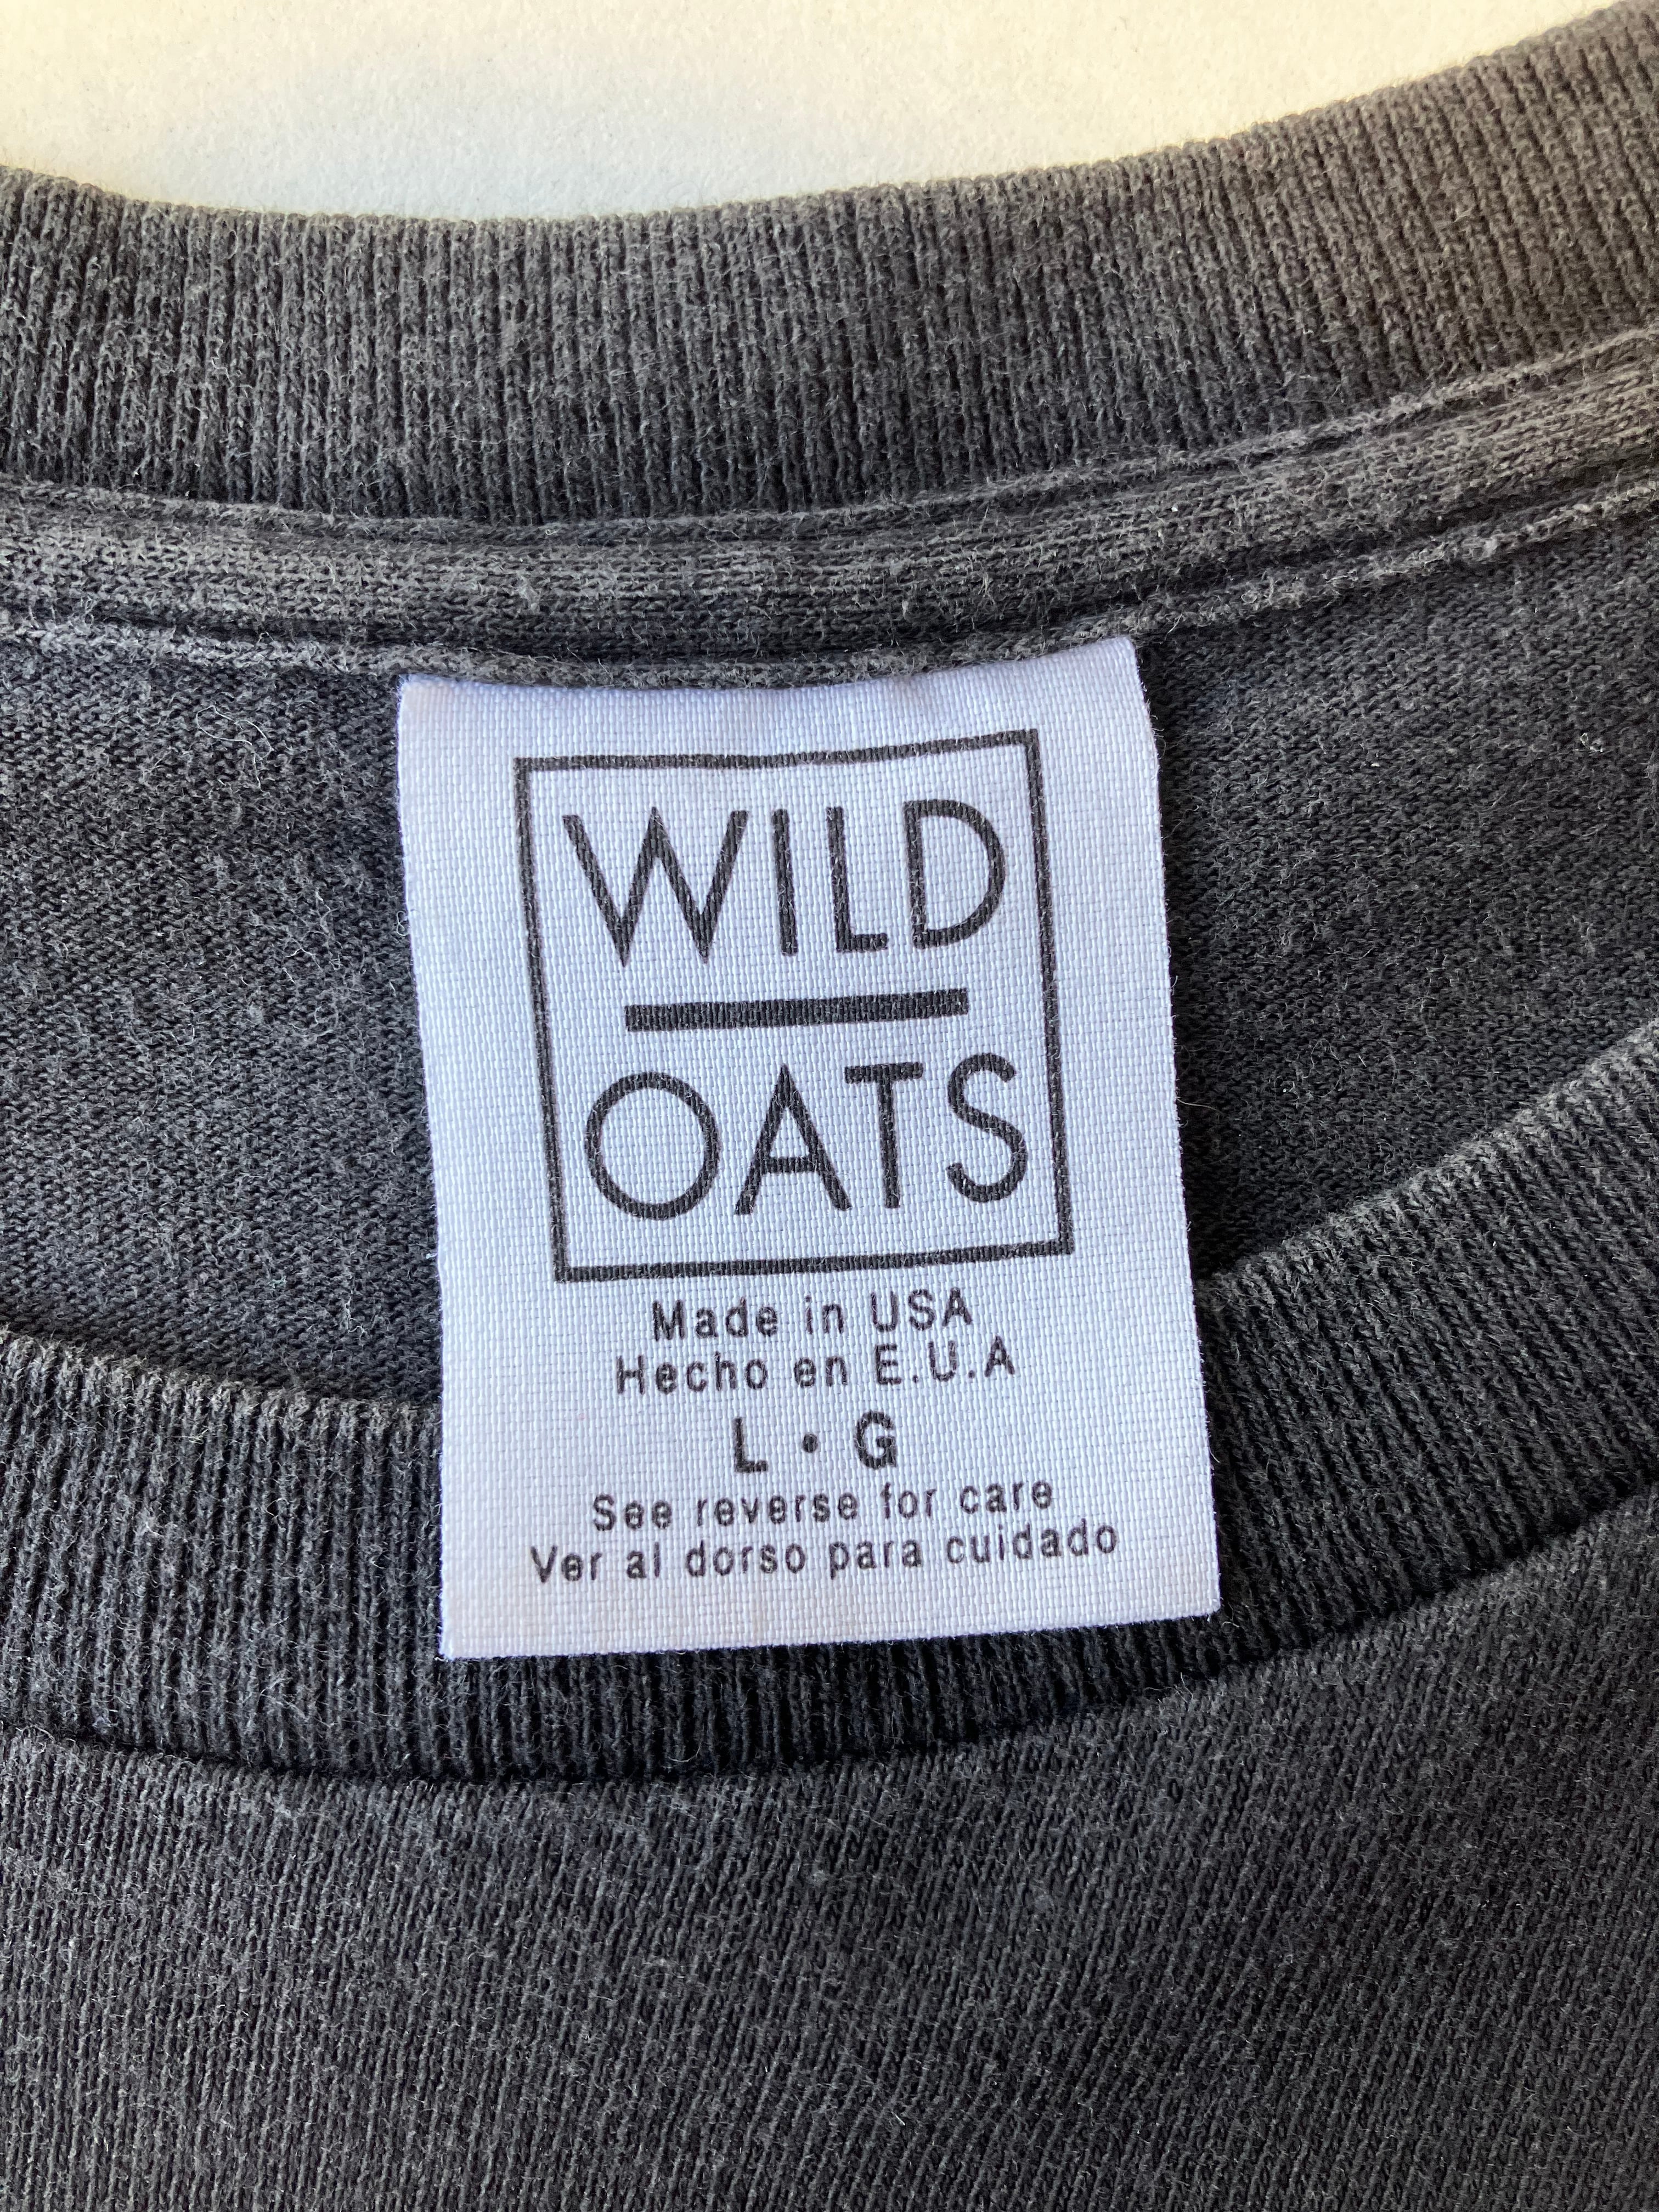 WILD
OATS
Made in USA
Hecho en E.U.A
L • G
See reverse for care
Ver al dorso para cuidado